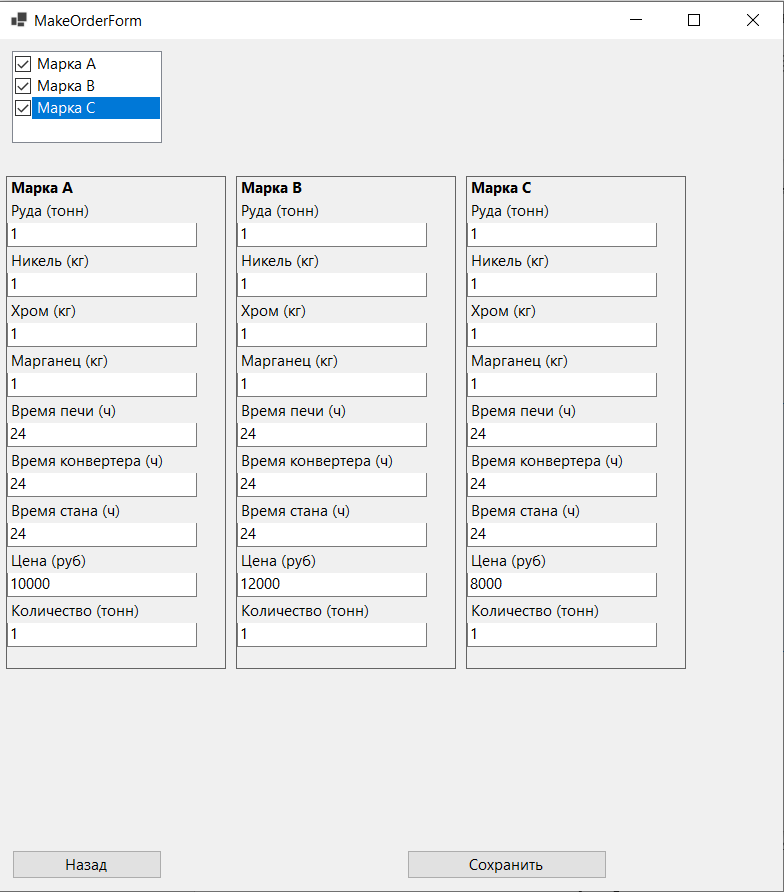 MakeOrderForm
Марка A
Марка B
Марка C
Марка A
Руда (тонн)
1
Никель (кг)
1
Хром (кг)
1
Марганец (кг)
1
Время печи (ч)
24
Время конвертера (ч)
24
Время стана (ч)
24
Цена (руб)
10000
Количество (тонн)
1
Марка B
Руда (тонн)
1
Никель (кг)
1
Хром (кг)
1
Марганец (кг)
1
Время печи (ч)
24
Время конвертера (ч)
24
Время стана (ч)
24
Цена (руб)
12000
Количество (тонн)
1
Марка C
Руда (тонн)
1
Никель (кг)
1
Хром (кг)
1
Марганец (кг)
1
Время печи (ч)
24
Время конвертера (ч)
24
Время стана (ч)
24
Цена (руб)
8000
Количество (тонн)
1
Назад
Сохранить